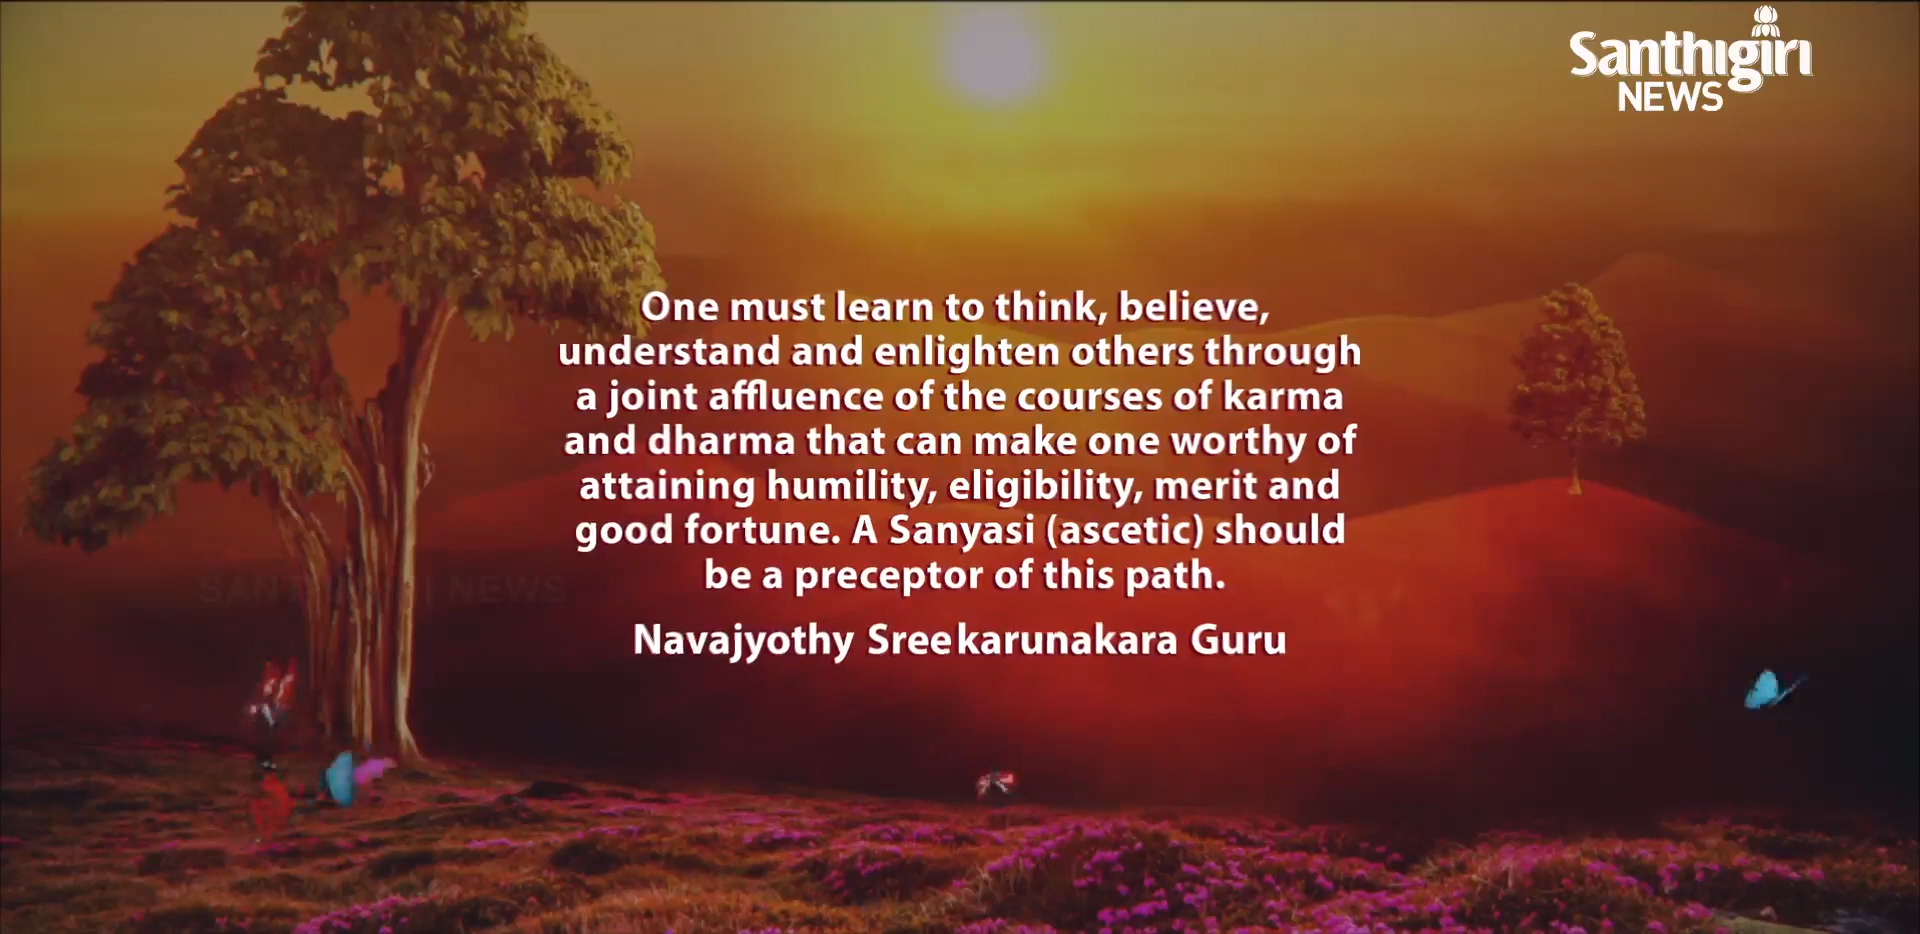 Santhigiri
NEWS
One must learn to think, believe,
understand and enlighten others through
a joint affluence of the courses of karma
and dharma that can make one worthy of
attaining humility, eligibility, merit and
good fortune. A Sanyasi (ascetic) should
be a preceptor of this path.
SANTHIGIRI NEWS
Navajyothy Sreekarunakara Guru